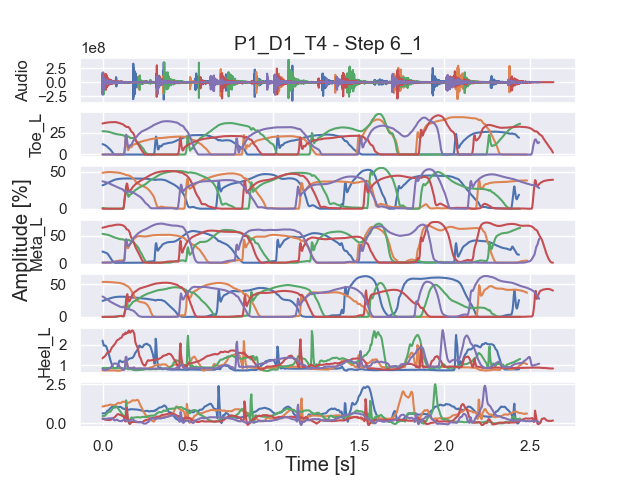 P1_D1_T4 - Step 6_1
1e8
Audio
2.5
0.0
−2.5
Toe_L
25
0
50
0
Meta_L
50
0
50
0
Heel_L
2
1
2.5
0.0
Amplitude [%]
0.0 0.5 1.0 1.5 2.0 2.5
Time [s]